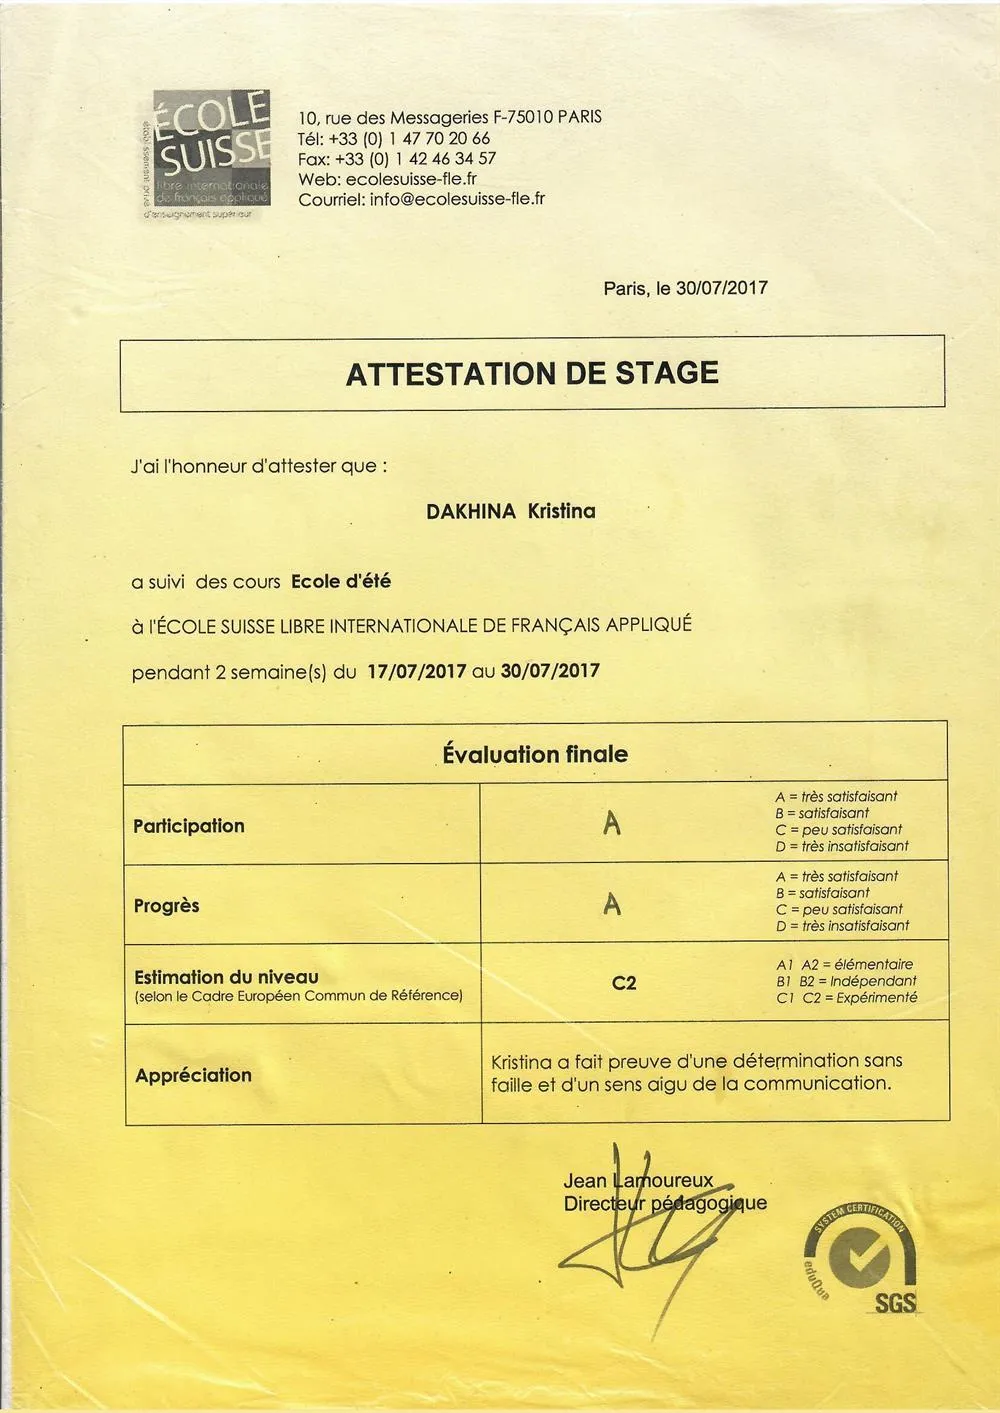 ÉCOLE
SUISSE
libre internationale
de français appliqué
établissement privé
d'enseignement supérieur
10, rue des Messageries F-75010 PARIS
Tél: +33 (0) 1 47 70 20 66
Fax: +33 (0) 1 42 46 34 57
Web: ecolesuisse-fle.fr
Courriel: info@ecolesuisse-fle.fr
Paris, le 30/07/2017
ATTESTATION DE STAGE
J'ai l'honneur d'attester que :
DAKHINA Kristina
a suivi des cours Ecole d'été
à l'ÉCOLE SUISSE LIBRE INTERNATIONALE DE FRANÇAIS APPLIQUÉ
pendant 2 semaine(s) du 17/07/2017 au 30/07/2017
Évaluation finale
Participation
A
A = très satisfaisant
B = satisfaisant
C = peu satisfaisant
D = très insatisfaisant
Progrès
A
A = très satisfaisant
B = satisfaisant
C = peu satisfaisant
D = très insatisfaisant
Estimation du niveau
(selon le Cadre Européen Commun de Référence)
C2
A1 A2 = élémentaire
B1 B2 = Indépendant
C1 C2 = Expérimenté
Appréciation
Kristina a fait preuve d'une détermination sans
faille et d'un sens aigu de la communication.
Jean Lamoureux
Directeur pédagogique
SYSTEM CERTIFICATION
eduQua
SGS